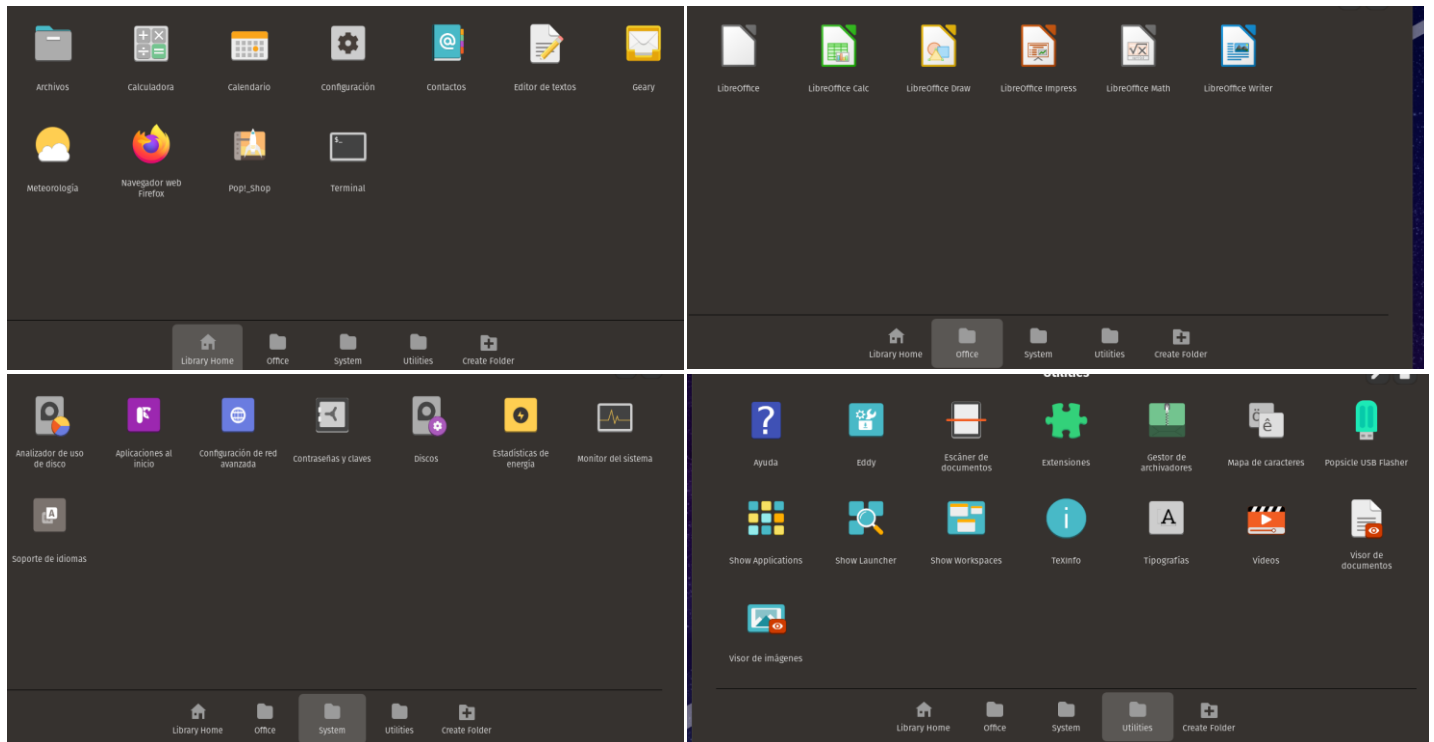 Archivos
Calculadora
Calendario
Configuración
Contactos
Editor de textos
Geary
$_
Meteorología
Navegador web
Firefox
Pop!_Shop
Terminal
Library Home
Office
System
Utilities
Create Folder
LibreOffice
LibreOffice Calc
LibreOffice Draw
LibreOffice Impress
LibreOffice Math
LibreOffice Writer
Library Home
Office
System
Utilities
Create Folder
Analizador de uso
de disco
Aplicaciones al
inicio
Configuración de red
avanzada
Contraseñas y claves
Discos
Estadísticas de
energía
Monitor del sistema
A
Soporte de idiomas
Library Home
Office
System
Utilities
Create Folder
Utilities
?
Ayuda
Eddy
Escáner de
documentos
Extensiones
Gestor de
archivadores
ö
ê
Mapa de caracteres
Popsicle USB Flasher
Show Applications
Show Launcher
Show Workspaces
i
TeXInfo
A
Tipografías
Vídeos
Visor de
documentos
Visor de imágenes
Library Home
Office
System
Utilities
Create Folder